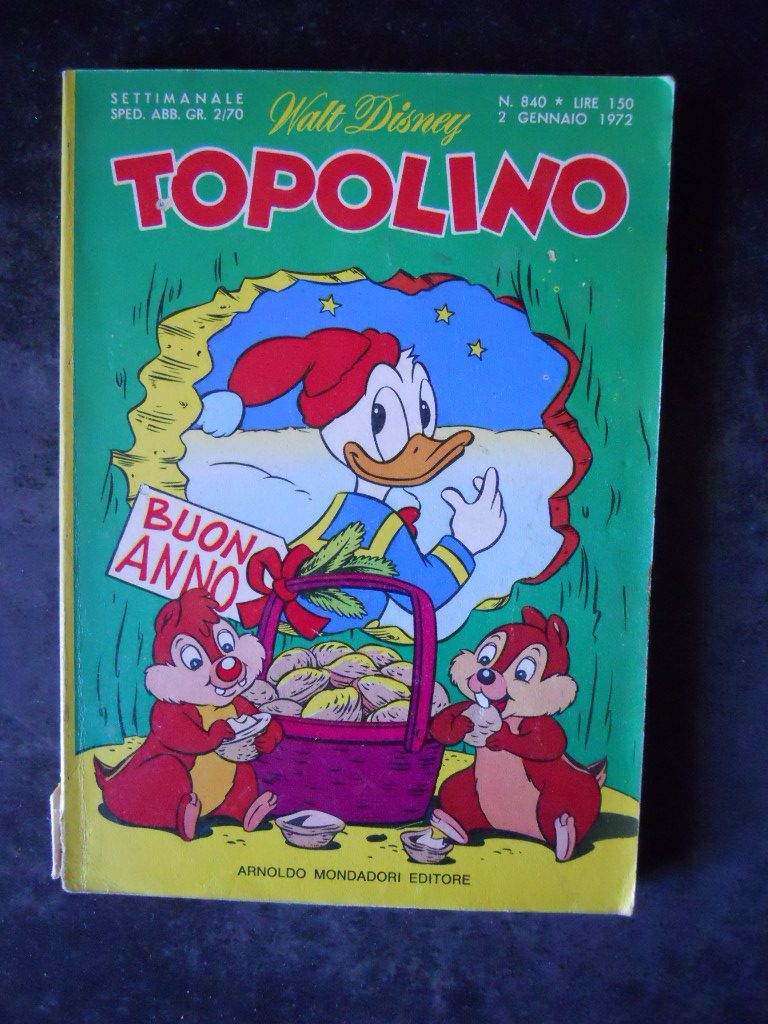 SETTIMANALE
SPED. ABB. GR. 2/70
Walt Disney
N. 840 * LIRE 150
2 GENNAIO 1972
TOPOLINO
BUON
ANNO
ARNOLDO MONDADORI EDITORE